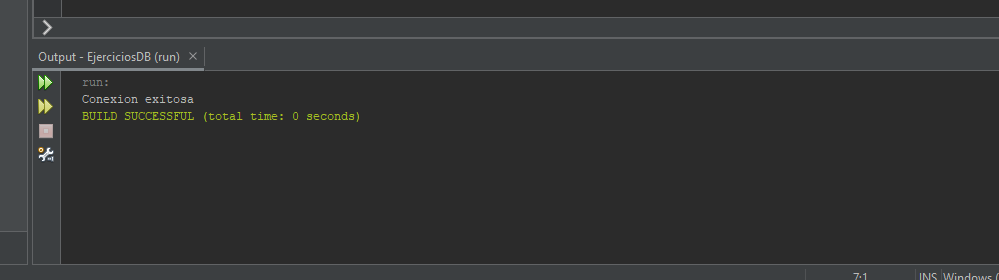 Output - EjerciciosDB (run) ×
run:
Conexion exitosa
BUILD SUCCESSFUL (total time: 0 seconds)
7:1 INS Windows (